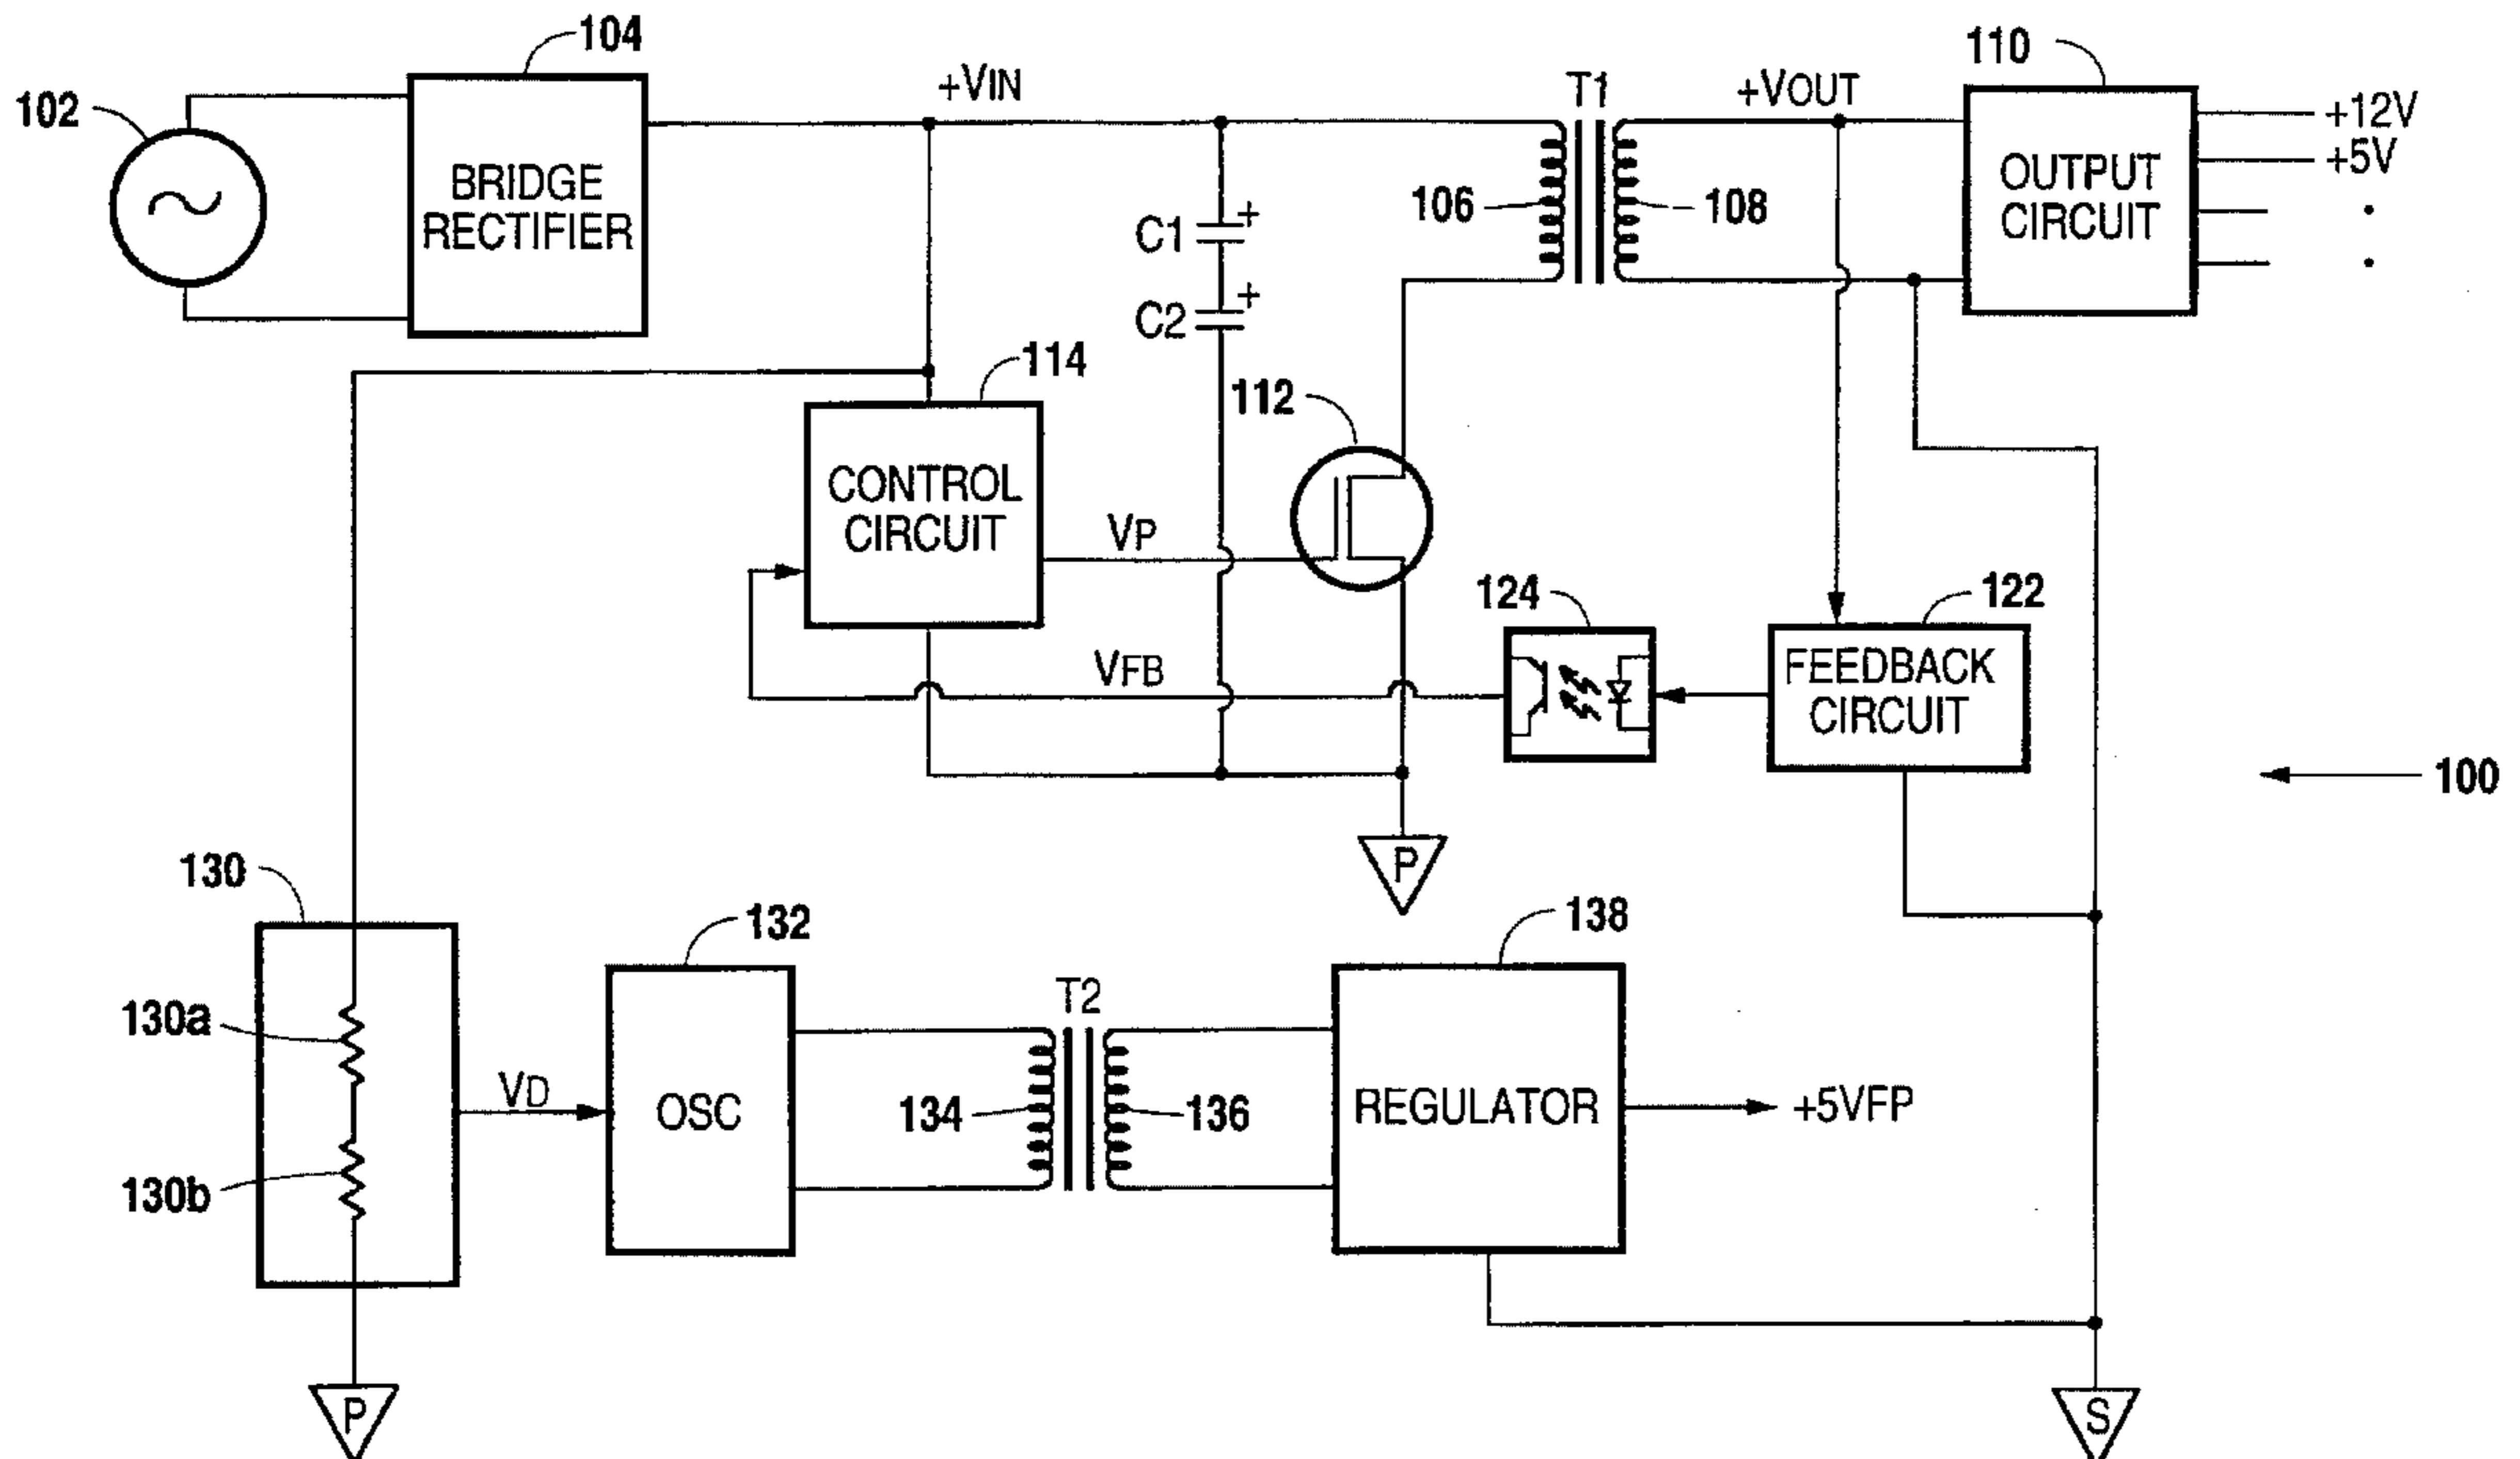 104
110
102
BRIDGE
RECTIFIER
+VIN
T1
+VOUT
OUTPUT
CIRCUIT
+12V
+5V
106
108
C1
+
C2
+
114
112
CONTROL
CIRCUIT
VP
VFB
124
122
FEEDBACK
CIRCUIT
100
P
130
132
138
130a
130b
VD
OSC
T2
134
136
REGULATOR
+5VFP
P
S